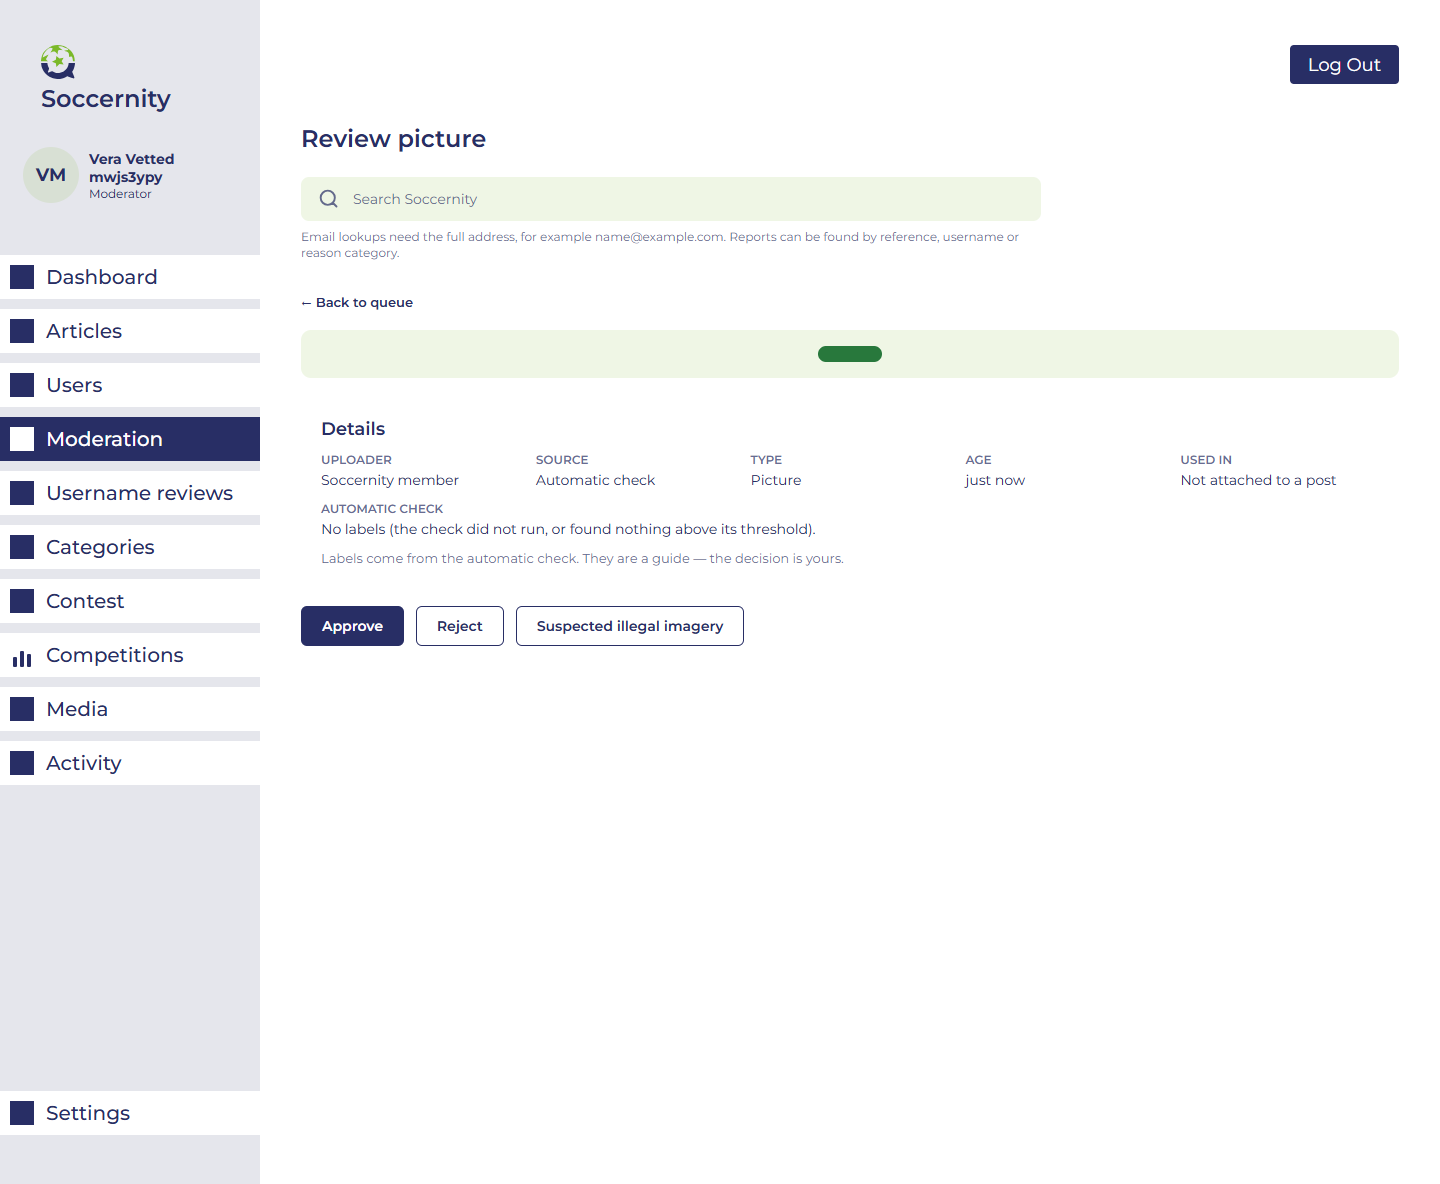 Soccernity
VM
Vera Vetted
mwjs3ypy
Moderator
Dashboard
Articles
Users
Moderation
Username reviews
Categories
Contest
Competitions
Media
Activity
Settings
Log Out
Review picture
Search Soccernity
Email lookups need the full address, for example name@example.com. Reports can be found by reference, username or
reason category.
← Back to queue
Details
UPLOADER
Soccernity member
SOURCE
Automatic check
TYPE
Picture
AGE
just now
USED IN
Not attached to a post
AUTOMATIC CHECK
No labels (the check did not run, or found nothing above its threshold).
Labels come from the automatic check. They are a guide — the decision is yours.
Approve
Reject
Suspected illegal imagery